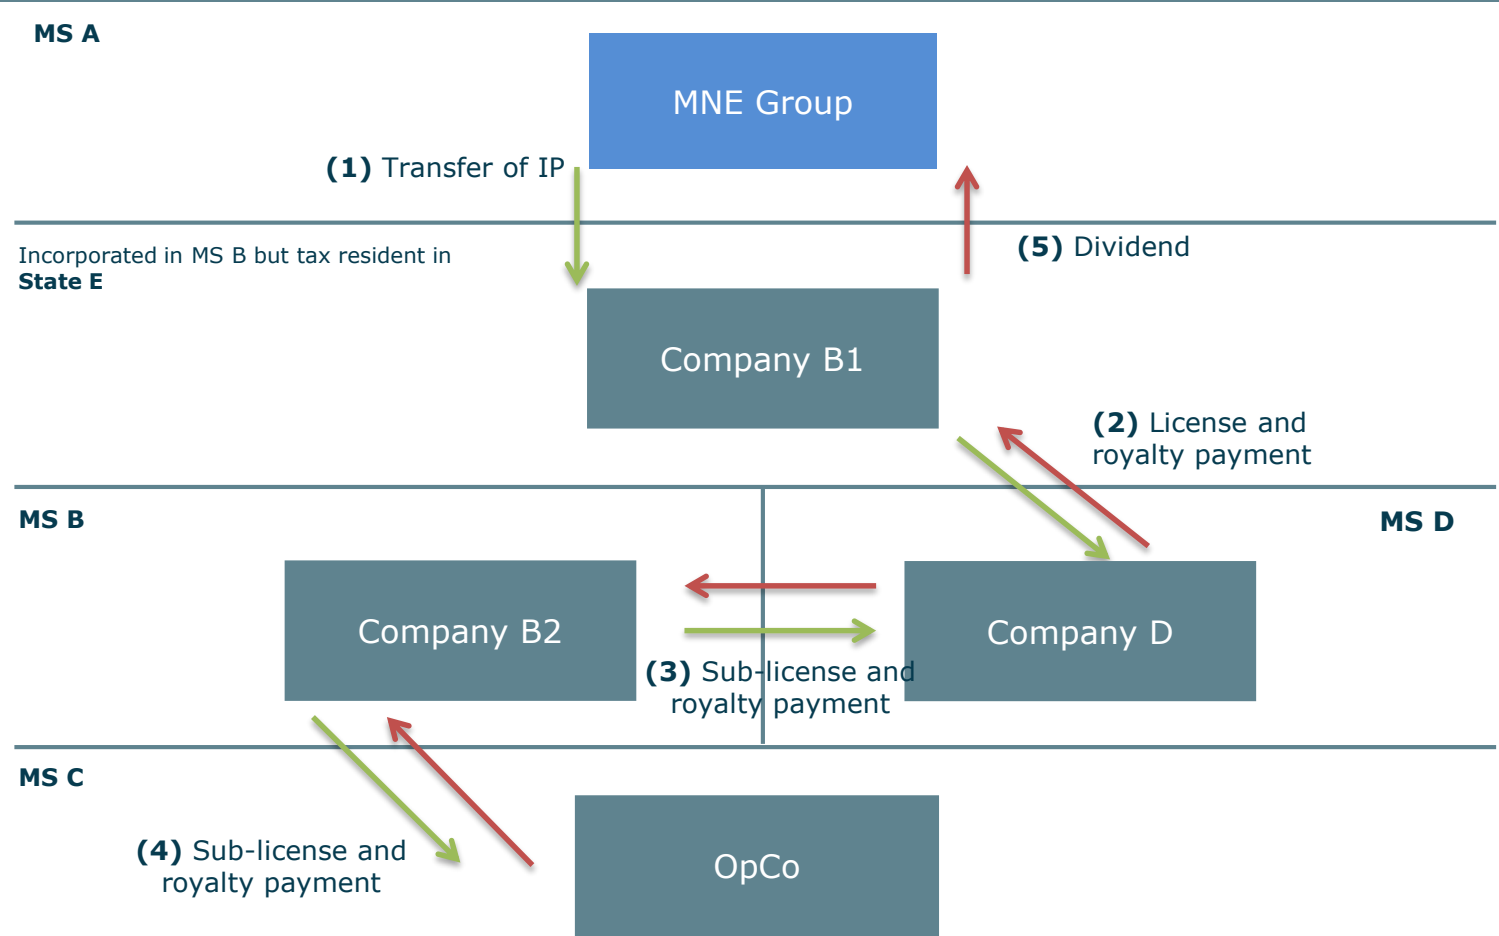 MS A
MNE Group
(1) Transfer of IP
(5) Dividend
Incorporated in MS B but tax resident in
State E
Company B1
(2) License and
royalty payment
MS B
MS D
Company B2
Company D
(3) Sub-license and
royalty payment
MS C
(4) Sub-license and
royalty payment
OpCo